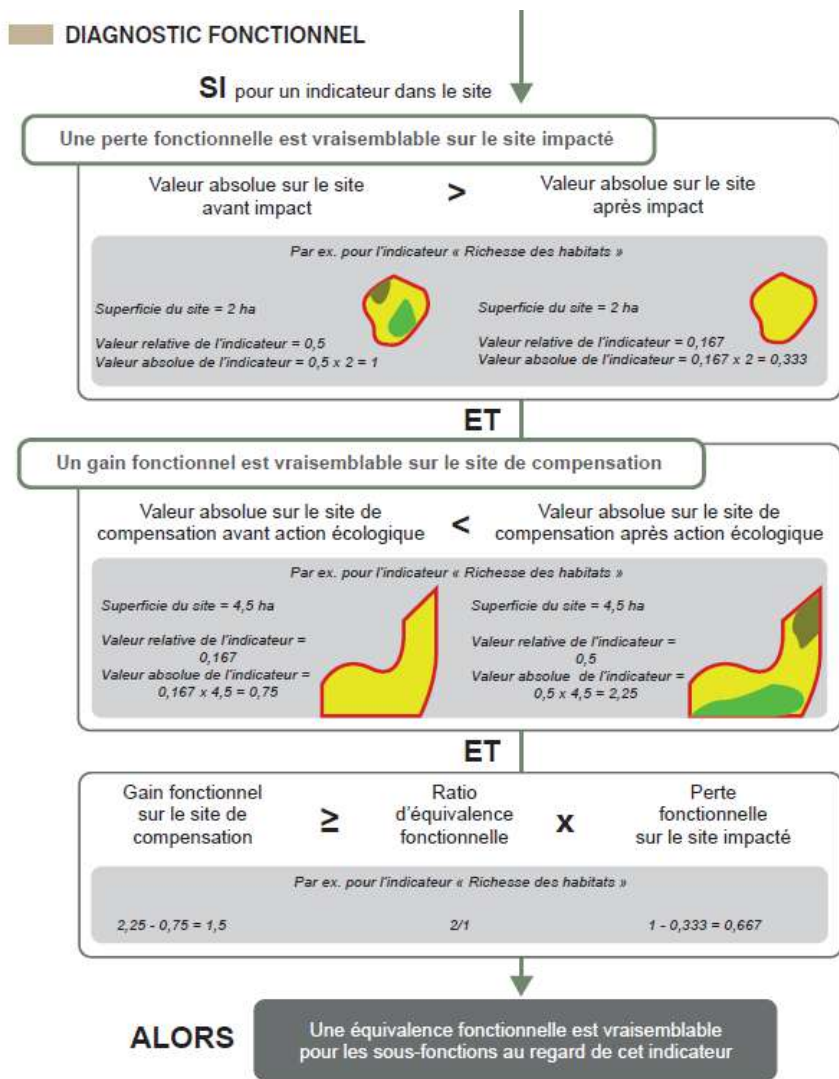 DIAGNOSTIC FONCTIONNEL
SI pour un indicateur dans le site
Une perte fonctionnelle est vraisemblable sur le site impacté
Valeur absolue sur le site
avant impact
>
Valeur absolue sur le site
après impact
Par ex. pour l'indicateur « Richesse des habitats »
Superficie du site = 2 ha
Valeur relative de l'indicateur = 0,5
Valeur absolue de l'indicateur = 0,5 x 2 = 1
Superficie du site = 2 ha
Valeur relative de l'indicateur = 0,167
Valeur absolue de l'indicateur = 0,167 x 2 = 0,333
ET
Un gain fonctionnel est vraisemblable sur le site de compensation
Valeur absolue sur le site de
compensation avant action écologique
<
Valeur absolue sur le site de
compensation après action écologique
Par ex. pour l'indicateur « Richesse des habitats »
Superficie du site = 4,5 ha
Valeur relative de l'indicateur =
0,167
Valeur absolue de l'indicateur =
0,167 x 4,5 = 0,75
Superficie du site = 4,5 ha
Valeur relative de l'indicateur =
0,5
Valeur absolue de l'indicateur =
0,5 x 4,5 = 2,25
ET
Gain fonctionnel
sur le site de
compensation
≥
Ratio
d'équivalence
fonctionnelle
x
Perte
fonctionnelle
sur le site impacté
Par ex. pour l'indicateur « Richesse des habitats »
2,25 - 0,75 = 1,5
2/1
1 - 0,333 = 0,667
ALORS
Une équivalence fonctionnelle est vraisemblable
pour les sous-fonctions au regard de cet indicateur